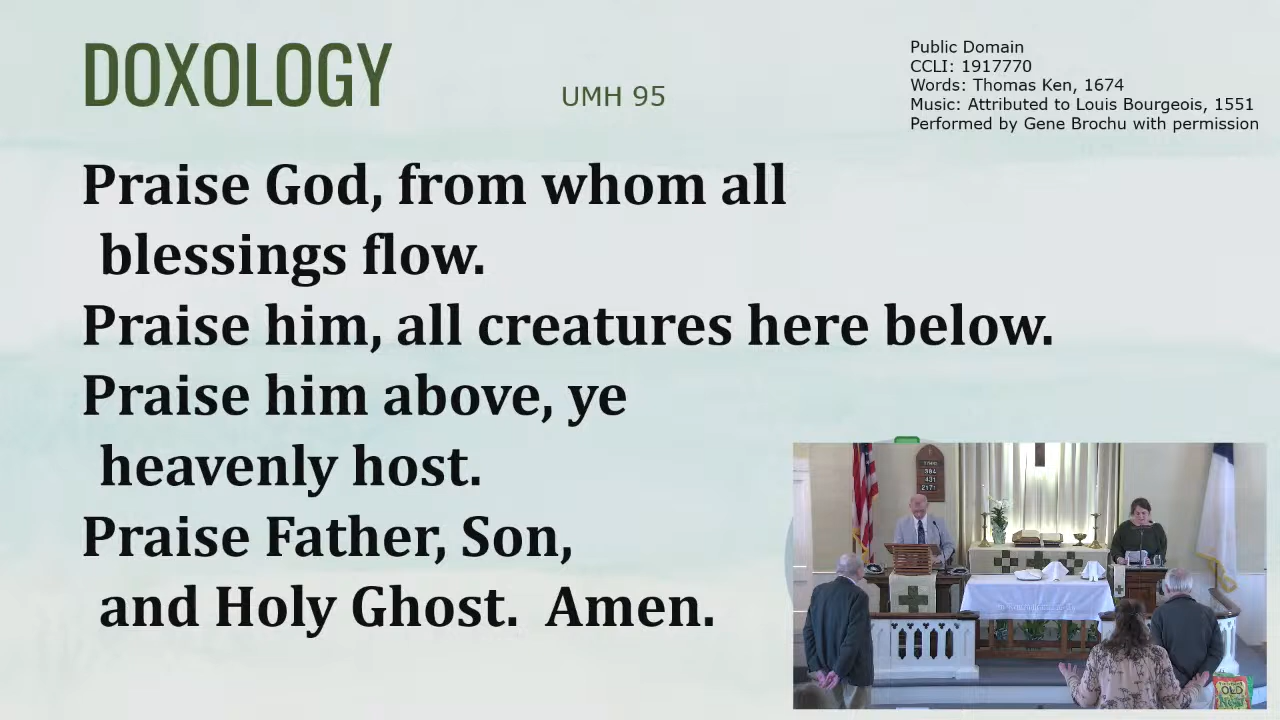 DOXOLOGY
UMH 95
Public Domain
CCLI: 1917770
Words: Thomas Ken, 1674
Music: Attributed to Louis Bourgeois, 1551
Performed by Gene Brochu with permission
Praise God, from whom all
blessings flow.
Praise him, all creatures here below.
Praise him above, ye
heavenly host.
Praise Father, Son,
and Holy Ghost.  Amen.
OLD